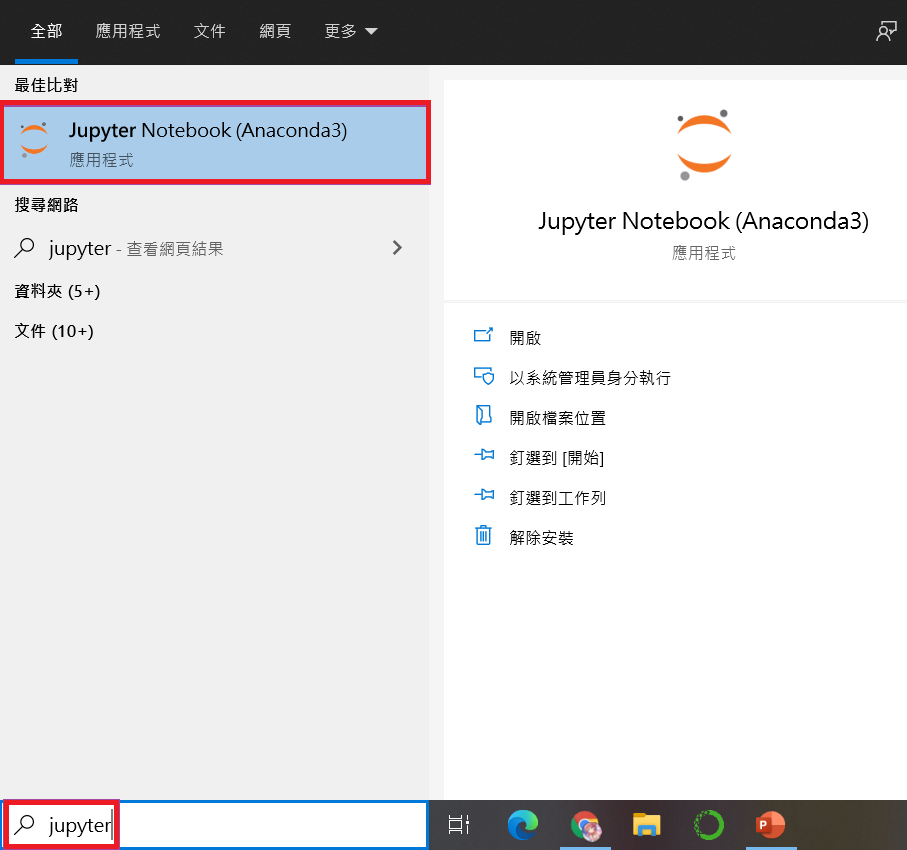 全部 應用程式 文件 網頁 更多
最佳比對
Jupyter Notebook (Anaconda3)
應用程式
搜尋網路
jupyter - 查看網頁結果
資料夾 (5+)
文件 (10+)
Jupyter Notebook (Anaconda3)
應用程式
開啟
以系統管理員身分執行
開啟檔案位置
釘選到 [開始]
釘選到工作列
解除安裝
jupyter
P